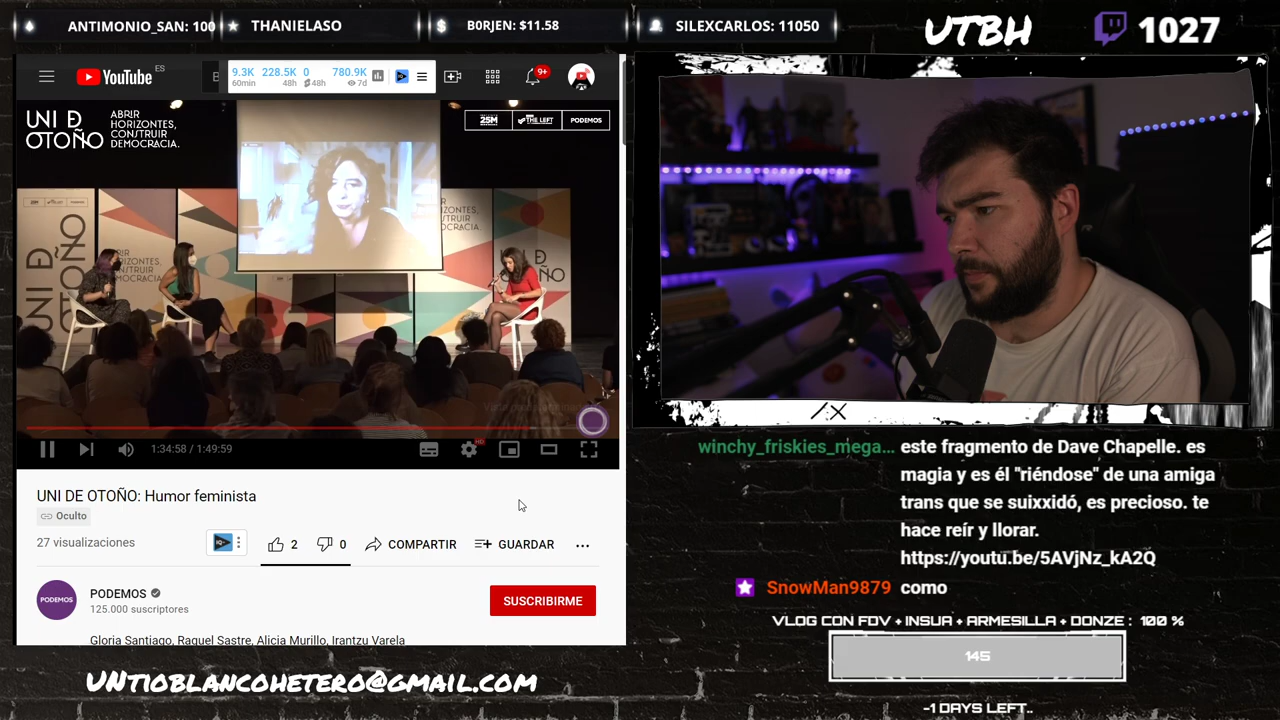 ANTIMONIO_SAN: 100
THANIELASO
B0RJEN: $11.58
SILEXCARLOS: 11050
UTBH
1027
YouTube ES
9.3K 228.5K 0 780.9K
60min 48h 48h 7d
9+
UNI D OTOÑO
ABRIR
HORIZONTES,
CONSTRUIR
DEMOCRACIA.
25M
THE LEFT
PODEMOS
1:34:58 / 1:49:59
HD
UNI DE OTOÑO: Humor feminista
Oculto
27 visualizaciones
2
0
COMPARTIR
GUARDAR
PODEMOS
PODEMOS
125.000 suscriptores
SUSCRIBIRME
Gloria Santiago, Raquel Sastre, Alicia Murillo, Irantzu Varela
winchy_friskies_mega... este fragmento de Dave Chapelle. es
magia y es él "riéndose" de una amiga
trans que se suixxidó, es precioso. te
hace reír y llorar.
https://youtu.be/5AVjNz_kA2Q
SnowMan9879 como
VLOG CON FDV + INSUA + ARMESILLA + DONZE : 100 %
145
-1 DAYS LEFT..
UNTIOBLANCOHETERO@GMAIL.COM